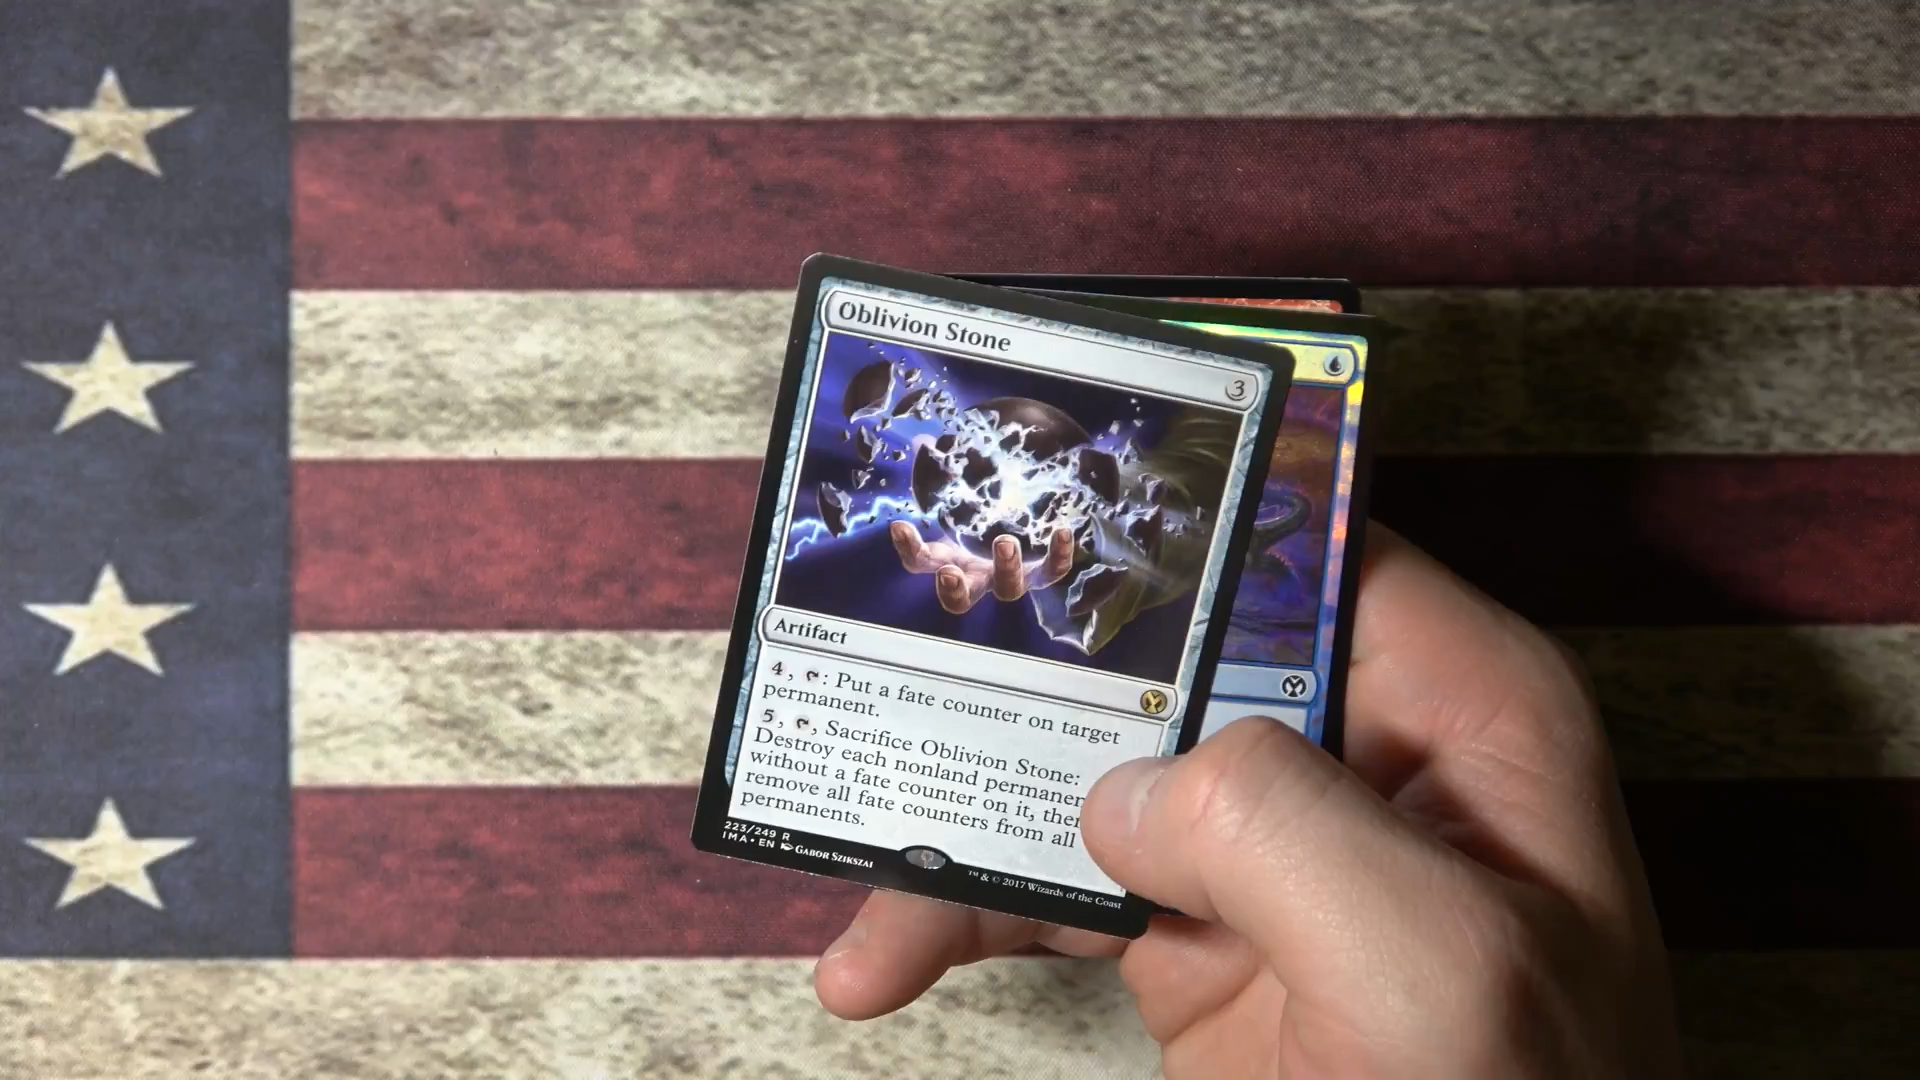 Oblivion Stone
3
Artifact
4, : Put a fate counter on target
permanent.
5, , Sacrifice Oblivion Stone:
Destroy each nonland
without a fate counter on it,
remove all fate counters from all
permanents.
223/249 R
IMA • EN Gabor Szikszai
™ & © 2017 Wizards of the Coast